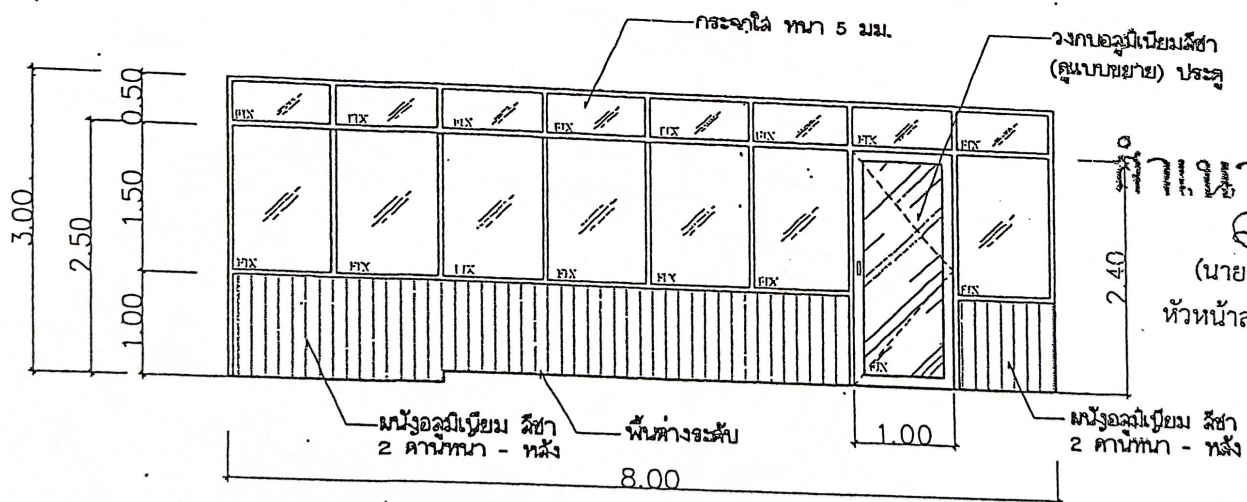 กระจกใส หนา 5 มม.
วงกบอลูมิเนียมสีชา
(ดูแบบขยาย) ประตู
0.50
3.00
2.50
1.50
1.00
2.40
FIX FIX FIX FIX FIX FIX FIX FIX
FIX FIX FIX FIX FIX FIX FIX
FIX
(นาย
หัวหน้าส
ผนังอลูมิเนียม สีชา
2 ด้านหน้า - หลัง
พื้นต่างระดับ
1.00
ผนังอลูมิเนียม สีชา
2 ด้านหน้า - หลัง
8.00